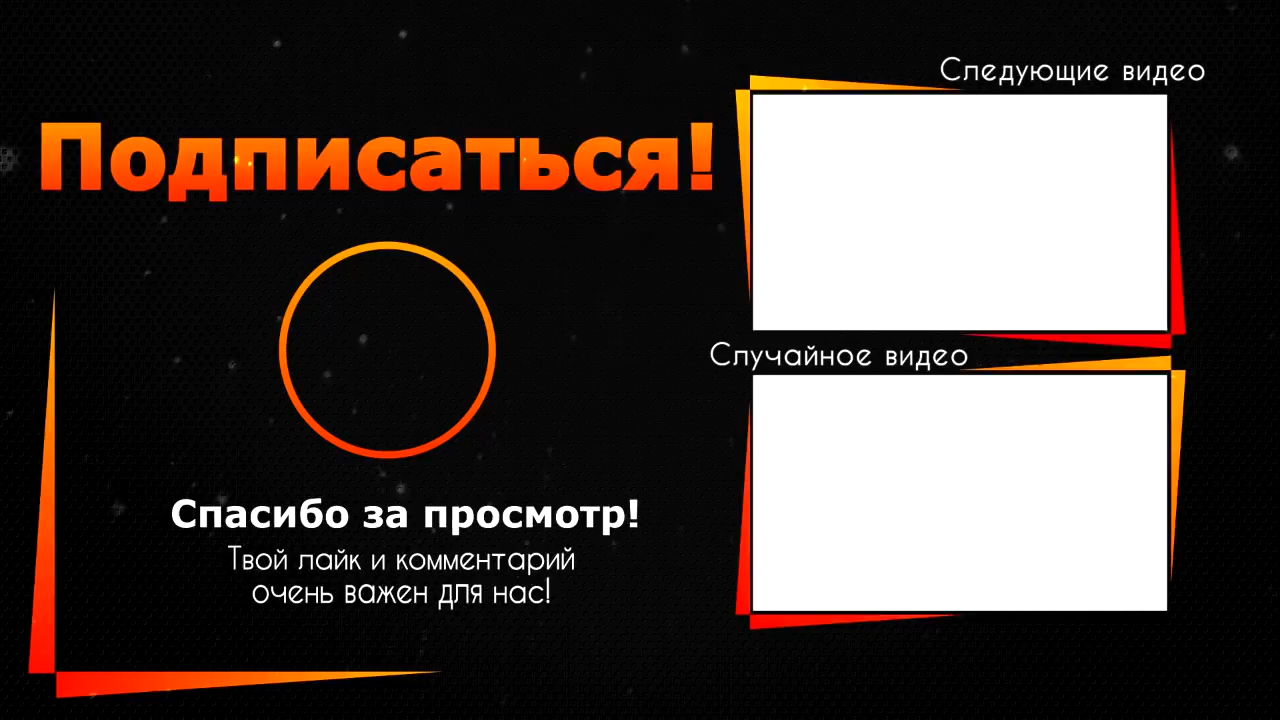 Подписаться!
Спасибо за просмотр!
Твой лайк и комментарий
очень важен для нас!
Следующие видео
Случайное видео